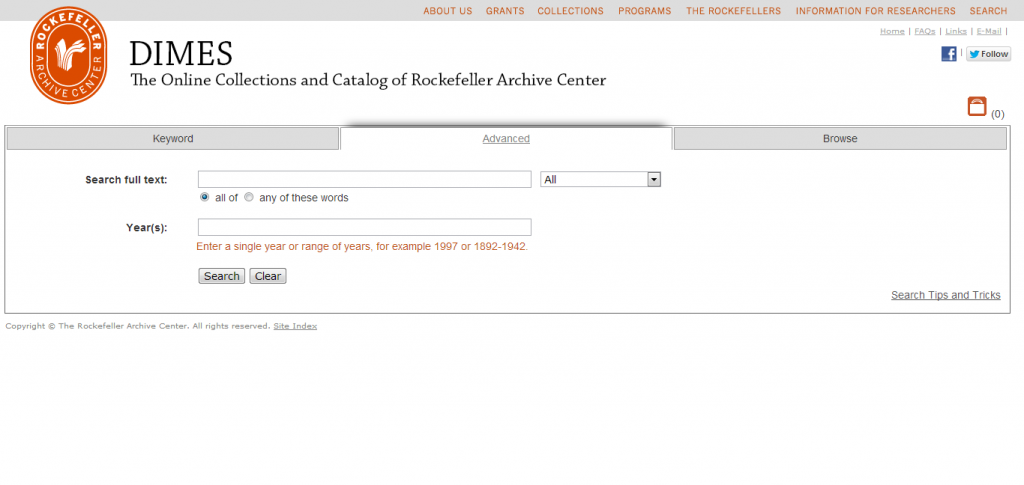 ABOUT US GRANTS COLLECTIONS PROGRAMS THE ROCKEFELLERS INFORMATION FOR RESEARCHERS SEARCH
Home | FAQs | Links | E-Mail |
ROCKEFELLER
ARCHIVE CENTER
DIMES
The Online Collections and Catalog of Rockefeller Archive Center
f | Follow
(0)
Keyword Advanced Browse
Search full text: All
all of any of these words
Year(s):
Enter a single year or range of years, for example 1997 or 1892-1942.
Search Clear
Search Tips and Tricks
Copyright © The Rockefeller Archive Center. All rights reserved. Site Index